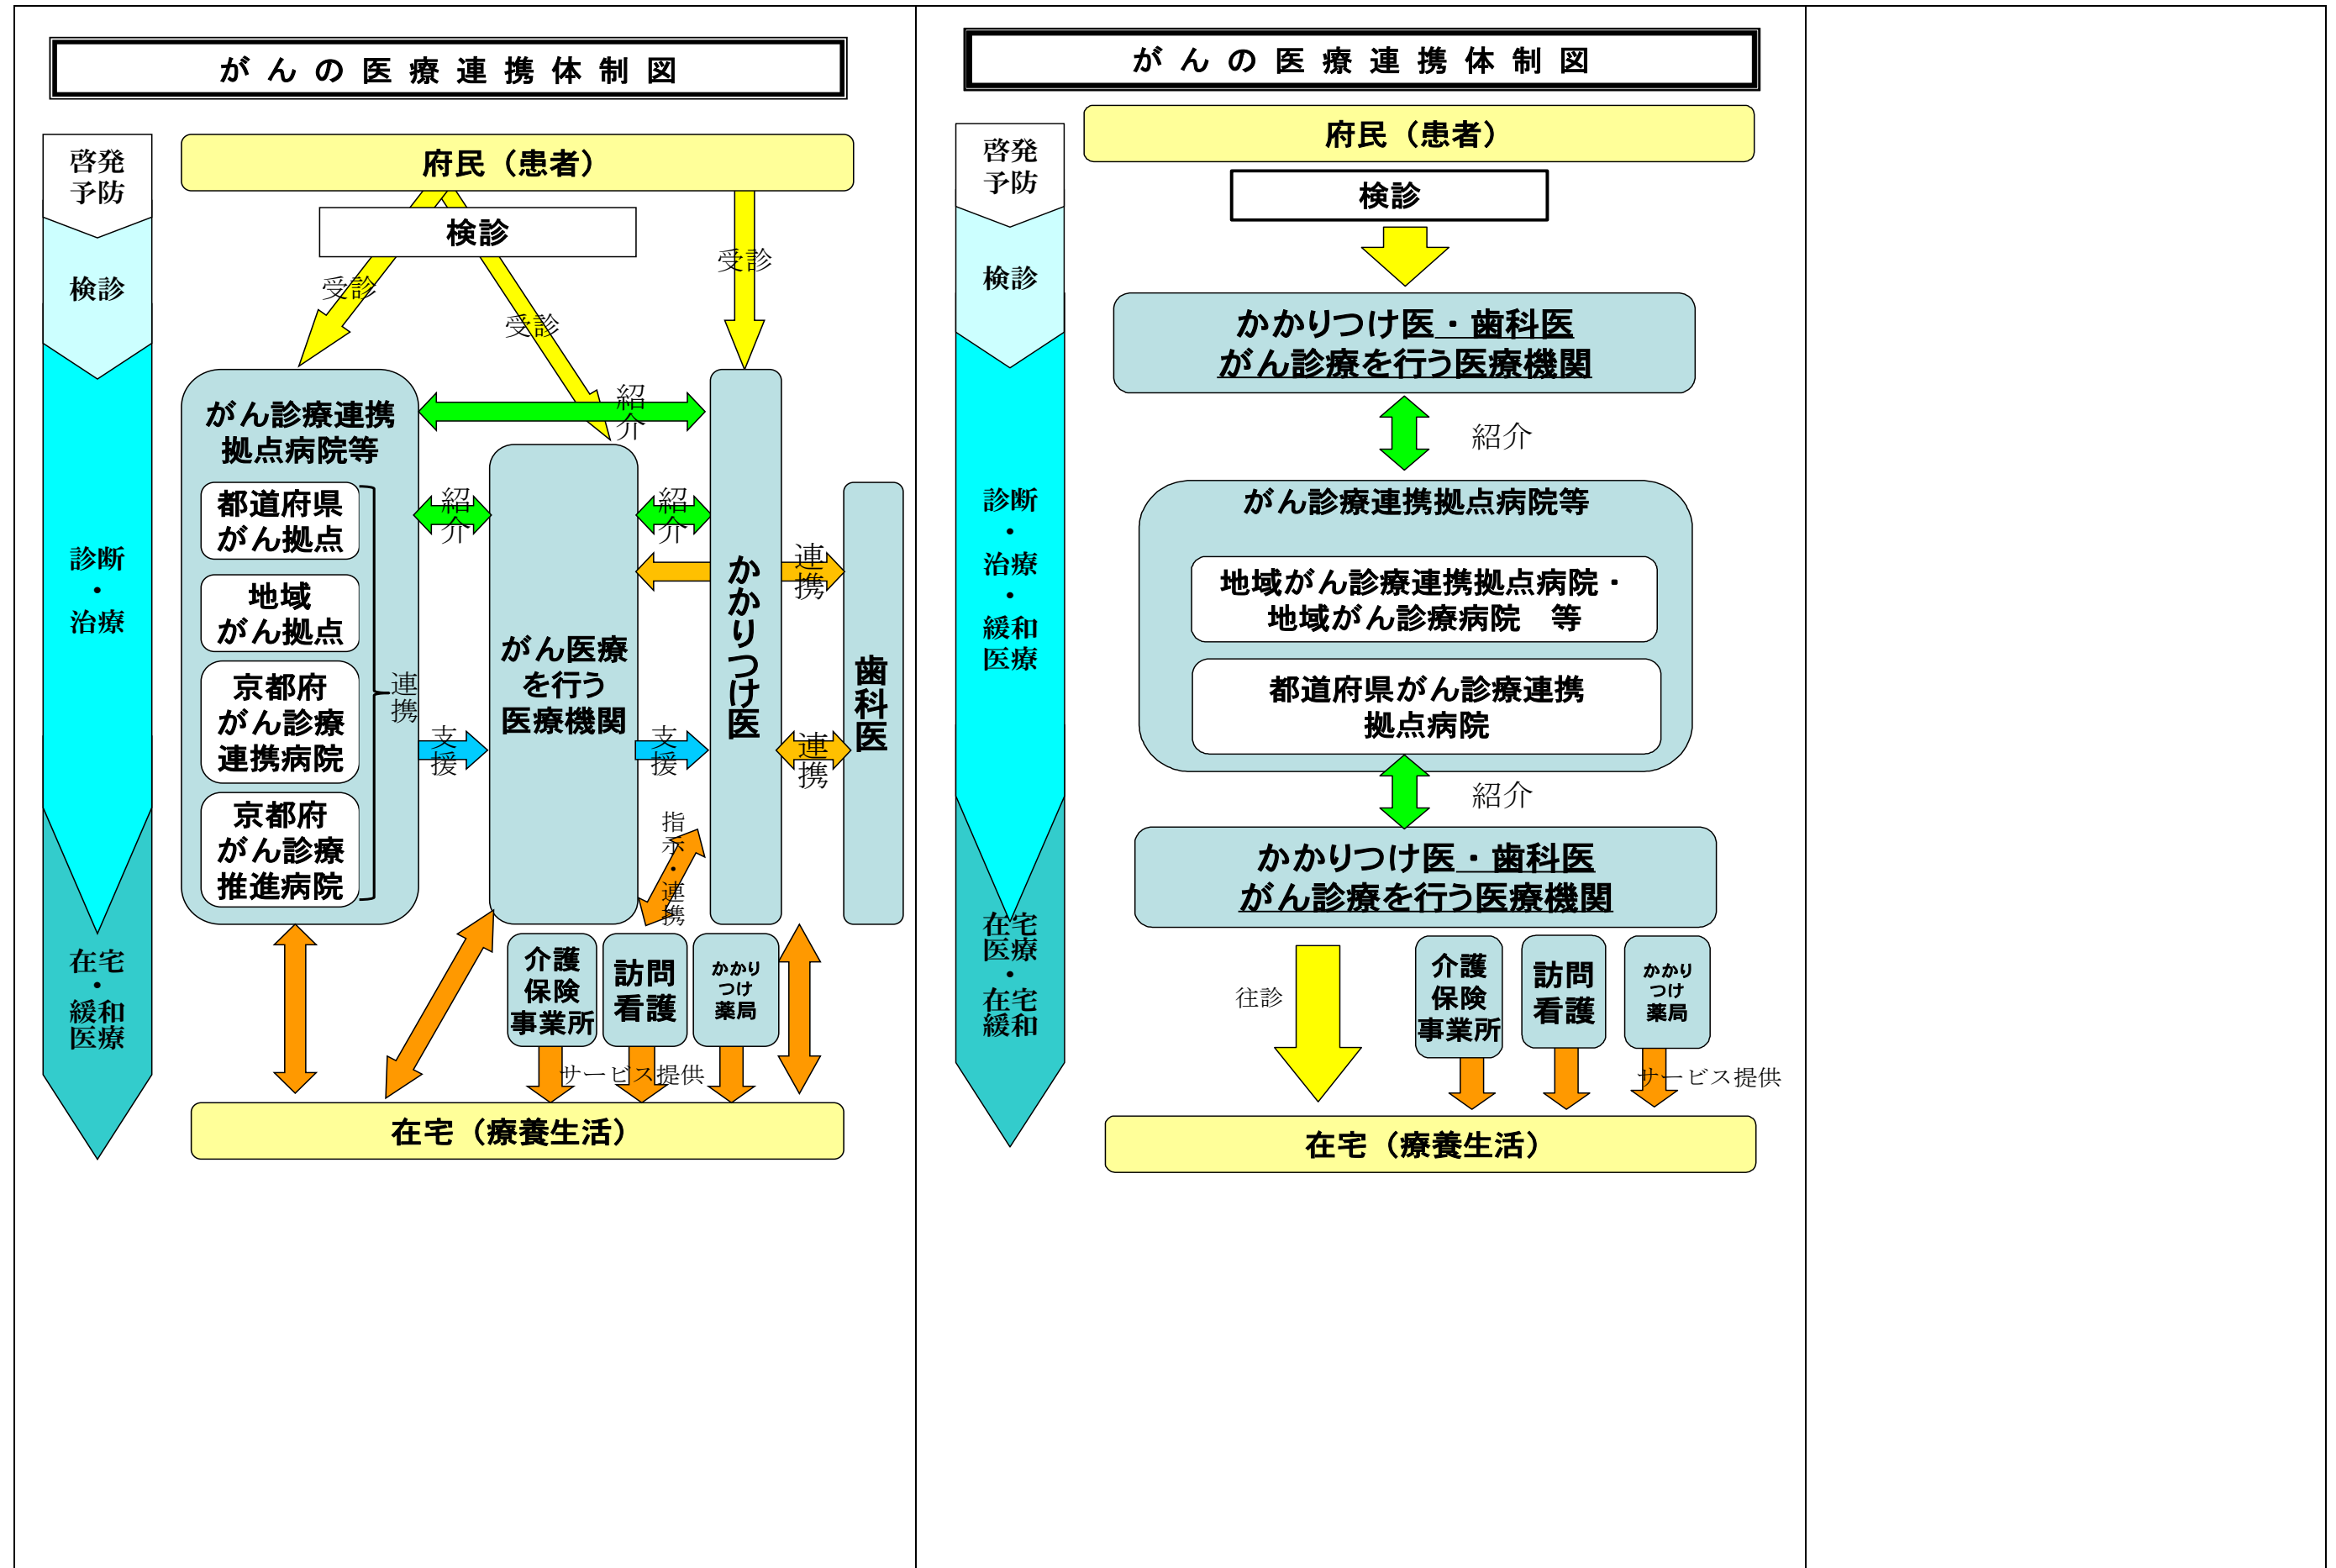 がんの医療連携体制図
啓発
予防
検診
診断
・
治療
在宅
・
緩和
医療
府民（患者）
検診
受診
受診
受診
がん診療連携
拠点病院等
都道府県
がん拠点
地域
がん拠点
京都府
がん診療
連携病院
京都府
がん診療
推進病院
連携
紹介
紹介
紹介
支援
支援
がん医療
を行う
医療機関
かかりつけ医
連携
連携
歯科医
指示・連携
介護
保険
事業所
訪問
看護
かかり
つけ
薬局
サービス提供
在宅（療養生活）
がんの医療連携体制図
啓発
予防
検診
診断
・
治療
・
緩和
医療
在宅
医療
・
在宅
緩和
府民（患者）
検診
かかりつけ医・歯科医
がん診療を行う医療機関
紹介
がん診療連携拠点病院等
地域がん診療連携拠点病院・
地域がん診療病院　等
都道府県がん診療連携
拠点病院
紹介
かかりつけ医・歯科医
がん診療を行う医療機関
往診
介護
保険
事業所
訪問
看護
かかり
つけ
薬局
サービス提供
在宅（療養生活）